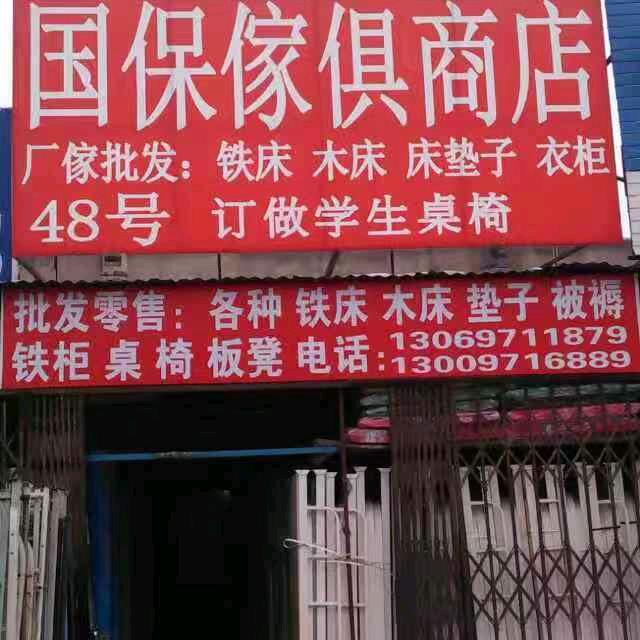 国保傢俱商店
厂傢批发：铁床 木床 床垫子 衣柜
48号 订做学生桌椅
批发零售：各种 铁床 木床 垫子 被褥
铁柜 桌 椅 板凳 电话：13069711879
13009716889